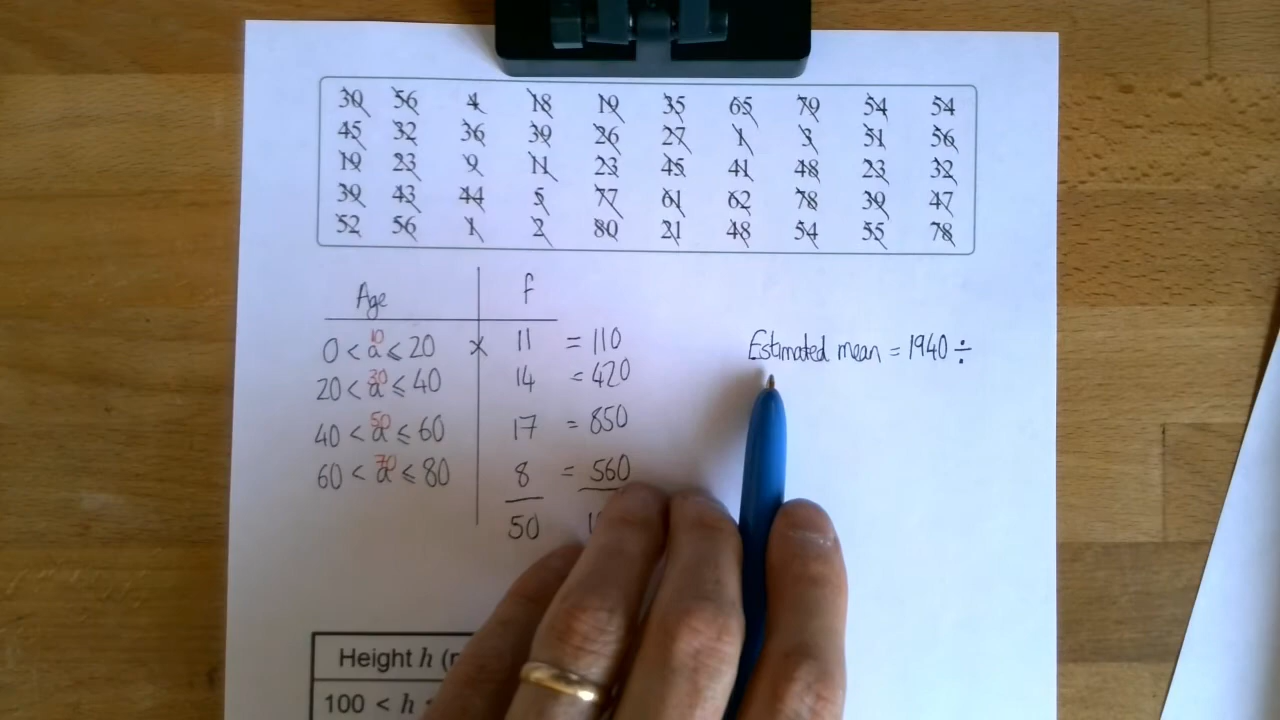 30 56 4 18 19 35 65 79 54 54
45 32 36 39 26 27 1 3 51 56
19 23 9 11 23 45 41 48 23 32
39 43 44 5 77 61 62 78 39 47
52 56 1 2 80 21 48 54 55 78
Age f
0 < a ≤ 20 10 × 11 = 110
20 < a ≤ 40 30 14 = 420
40 < a ≤ 60 50 17 = 850
60 < a ≤ 80 70 8 = 560
50
Estimated mean = 1940 ÷
Height h
100 < h